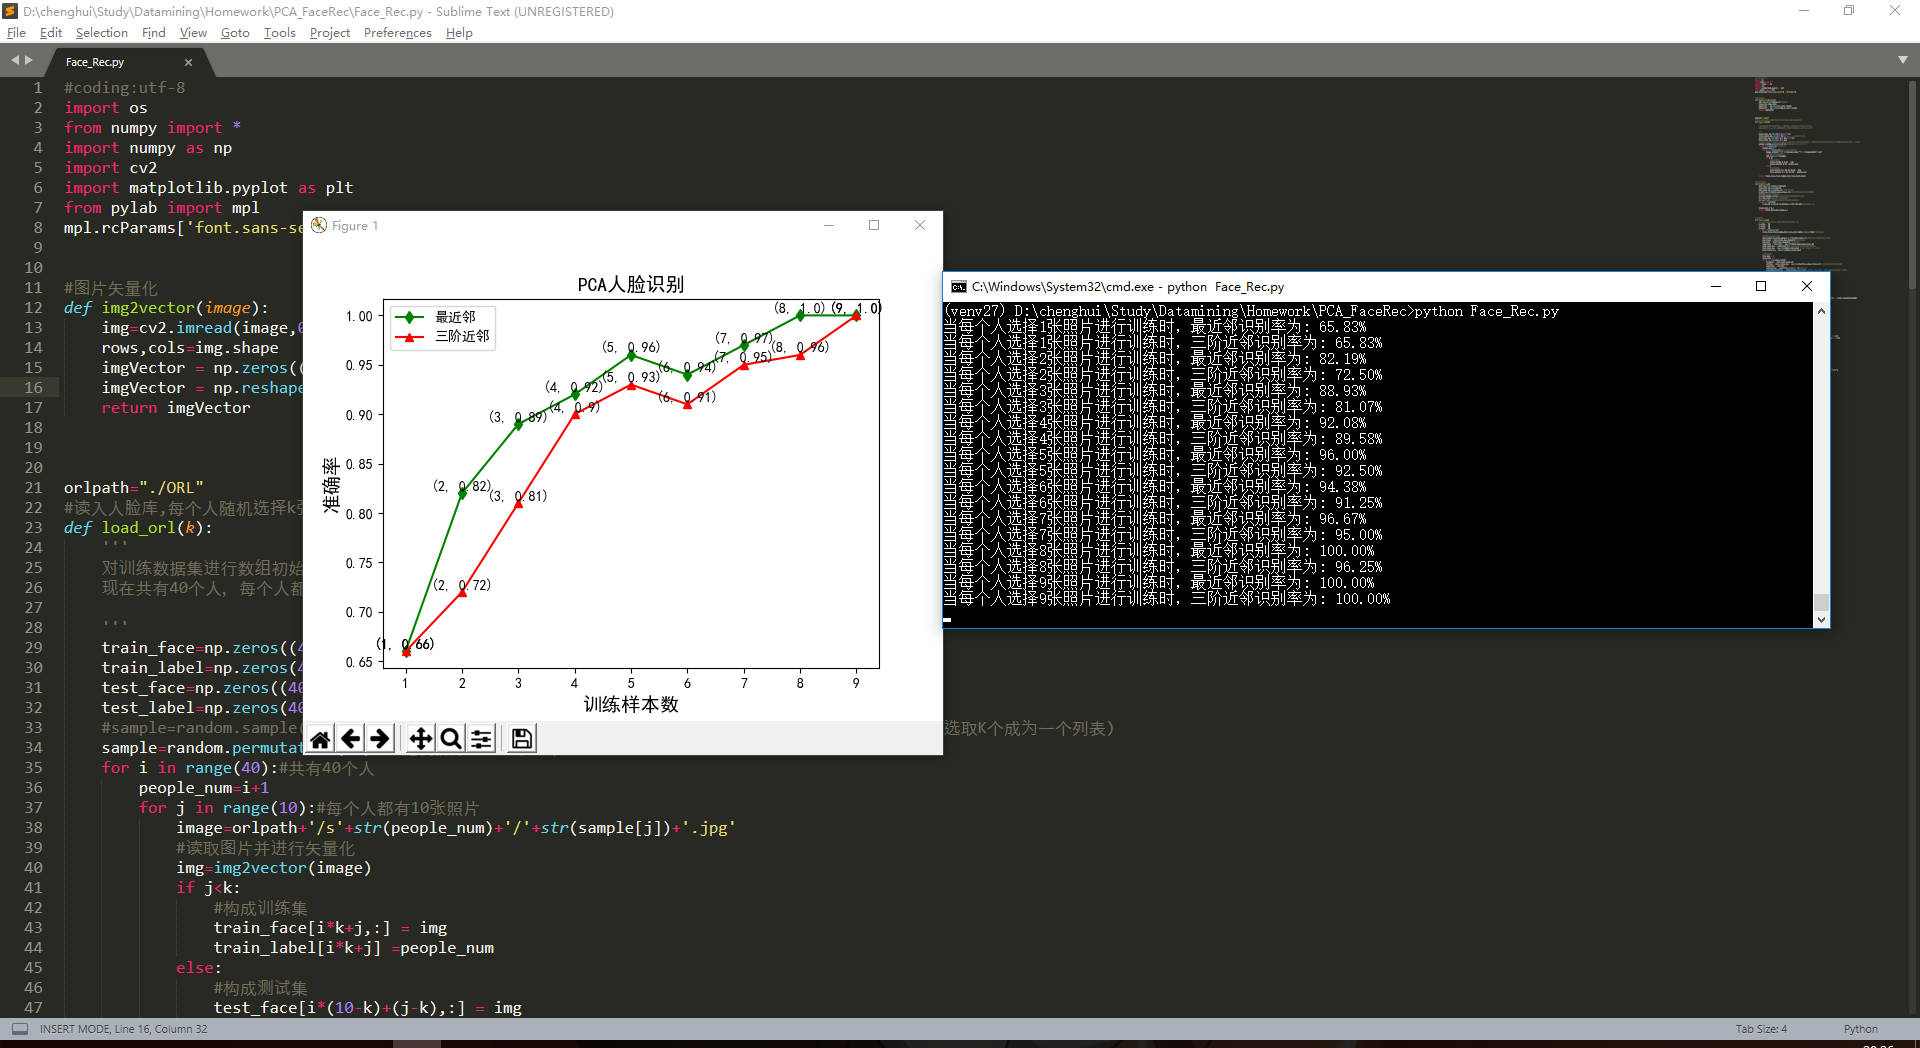 D:\chenghui\Study\Datamining\Homework\PCA_FaceRec\Face_Rec.py - Sublime Text (UNREGISTERED)
File Edit Selection Find View Goto Tools Project Preferences Help
Face_Rec.py
1 #coding:utf-8
2 import os
3 from numpy import *
4 import numpy as np
5 import cv2
6 import matplotlib.pyplot as plt
7 from pylab import mpl
8 mpl.rcParams['font.sans-se
9
10
11 #图片矢量化
12 def img2vector(image):
13 img=cv2.imread(image,0
14 rows,cols=img.shape
15 imgVector = np.zeros((
16 imgVector = np.reshape
17 return imgVector
18
19
20
21 orlpath="./ORL"
22 #读入人脸库,每个人随机选择k张
23 def load_orl(k):
24 '''
25 对训练数据集进行数组初始
26 现在共有40个人, 每个人都
27
28 '''
29 train_face=np.zeros((4
30 train_label=np.zeros(4
31 test_face=np.zeros((40
32 test_label=np.zeros(40
33 #sample=random.sample( 选取K个成为一个列表)
34 sample=random.permutat
35 for i in range(40):#共有40个人
36 people_num=i+1
37 for j in range(10):#每个人都有10张照片
38 image=orlpath+'/s'+str(people_num)+'/'+str(sample[j])+'.jpg'
39 #读取图片并进行矢量化
40 img=img2vector(image)
41 if j<k:
42 #构成训练集
43 train_face[i*k+j,:] = img
44 train_label[i*k+j] =people_num
45 else:
46 #构成测试集
47 test_face[i*(10-k)+(j-k),:] = img
INSERT MODE, Line 16, Column 32
Tab Size: 4
Python
Figure 1
PCA人脸识别
最近邻
三阶近邻
准确率
1.00
0.95
0.90
0.85
0.80
0.75
0.70
0.65
(1, 0.66)
(2, 0.82)
(3, 0.89)
(4, 0.92)
(5, 0.96)
(6, 0.94)
(7, 0.97)
(8, 1.0)
(9, 1.0)
(2, 0.72)
(3, 0.81)
(4, 0.9)
(5, 0.93)
(6, 0.91)
(7, 0.95)
(8, 0.96)
1 2 3 4 5 6 7 8 9
训练样本数
C:\Windows\System32\cmd.exe - python Face_Rec.py
(venv27) D:\chenghui\Study\Datamining\Homework\PCA_FaceRec>python Face_Rec.py
当每个人选择1张照片进行训练时, 最近邻识别率为: 65.83%
当每个人选择1张照片进行训练时, 三阶近邻识别率为: 65.83%
当每个人选择2张照片进行训练时, 最近邻识别率为: 82.19%
当每个人选择2张照片进行训练时, 三阶近邻识别率为: 72.50%
当每个人选择3张照片进行训练时, 最近邻识别率为: 88.93%
当每个人选择3张照片进行训练时, 三阶近邻识别率为: 81.07%
当每个人选择4张照片进行训练时, 最近邻识别率为: 92.08%
当每个人选择4张照片进行训练时, 三阶近邻识别率为: 89.58%
当每个人选择5张照片进行训练时, 最近邻识别率为: 96.00%
当每个人选择5张照片进行训练时, 三阶近邻识别率为: 92.50%
当每个人选择6张照片进行训练时, 最近邻识别率为: 94.38%
当每个人选择6张照片进行训练时, 三阶近邻识别率为: 91.25%
当每个人选择7张照片进行训练时, 最近邻识别率为: 96.67%
当每个人选择7张照片进行训练时, 三阶近邻识别率为: 95.00%
当每个人选择8张照片进行训练时, 最近邻识别率为: 100.00%
当每个人选择8张照片进行训练时, 三阶近邻识别率为: 96.25%
当每个人选择9张照片进行训练时, 最近邻识别率为: 100.00%
当每个人选择9张照片进行训练时, 三阶近邻识别率为: 100.00%